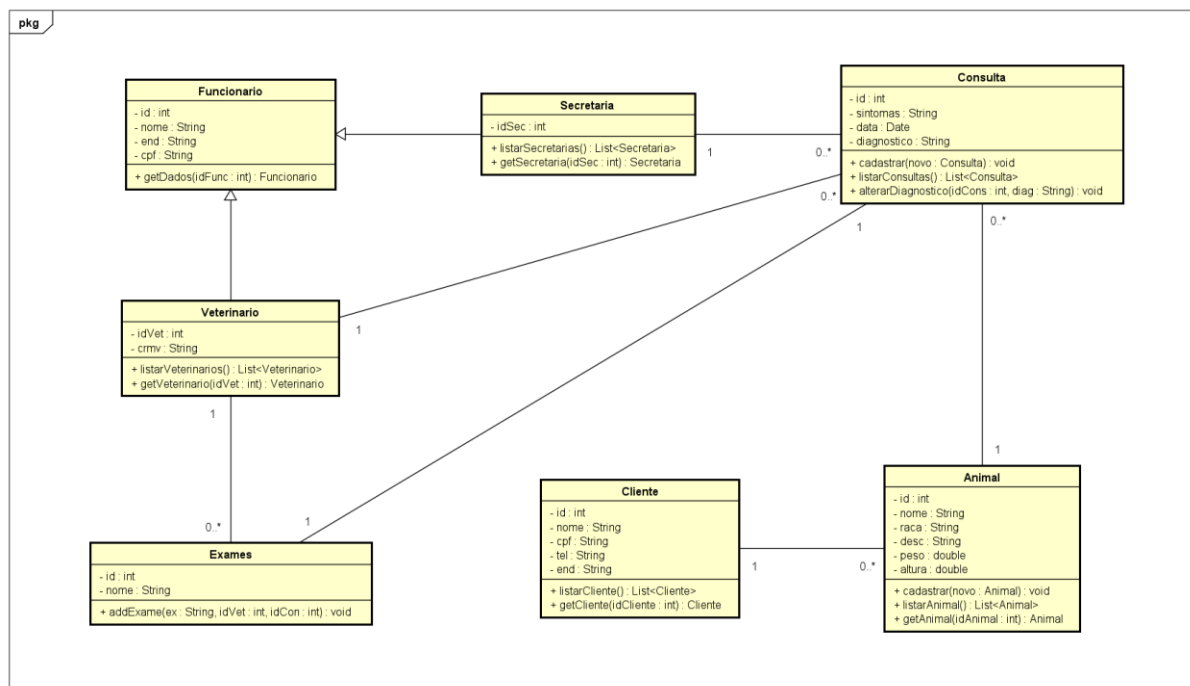 pkg
Funcionario
- id : int
- nome : String
- end : String
- cpf : String
+ getDados(idFunc : int) : Funcionario
Secretaria
- idSec : int
+ listarSecretarias() : List<Secretaria>
+ getSecretaria(idSec : int) : Secretaria
Consulta
- id : int
- sintomas : String
- data : Date
- diagnostico : String
+ cadastrar(novo : Consulta) : void
+ listarConsultas() : List<Consulta>
+ alterarDiagnostico(idCons : int, diag : String) : void
1
0..*
0..*
1
0..*
Veterinario
- idVet : int
- crmv : String
+ listarVeterinarios() : List<Veterinario>
+ getVeterinario(idVet : int) : Veterinario
1
1
0..*
1
1
Exames
- id : int
- nome : String
+ addExame(ex : String, idVet : int, idCon : int) : void
Cliente
- id : int
- nome : String
- cpf : String
- tel : String
- end : String
+ listarCliente() : List<Cliente>
+ getCliente(idCliente : int) : Cliente
1
0..*
Animal
- id : int
- nome : String
- raca : String
- desc : String
- peso : double
- altura : double
+ cadastrar(novo : Animal) : void
+ listarAnimal() : List<Animal>
+ getAnimal(idAnimal : int) : Animal